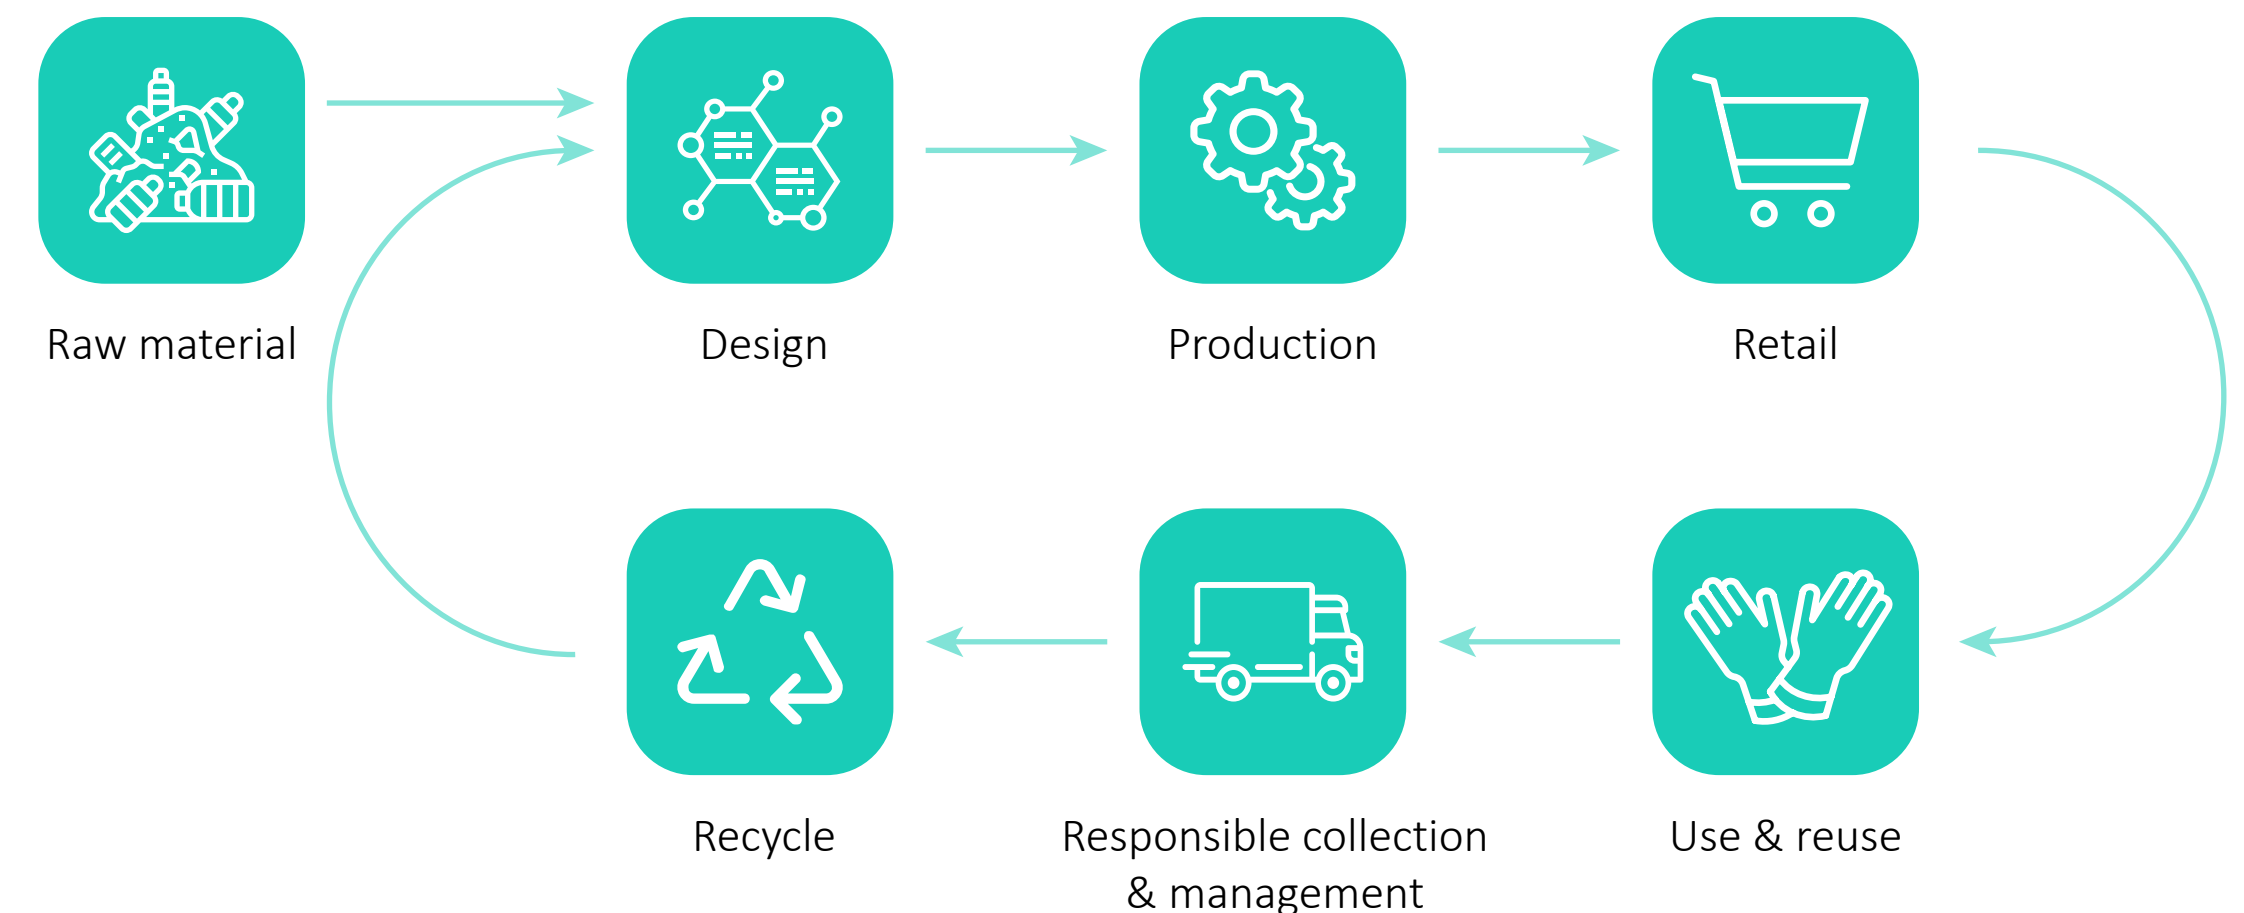 Raw material
Design
Production
Retail
Recycle
Responsible collection
& management
Use & reuse